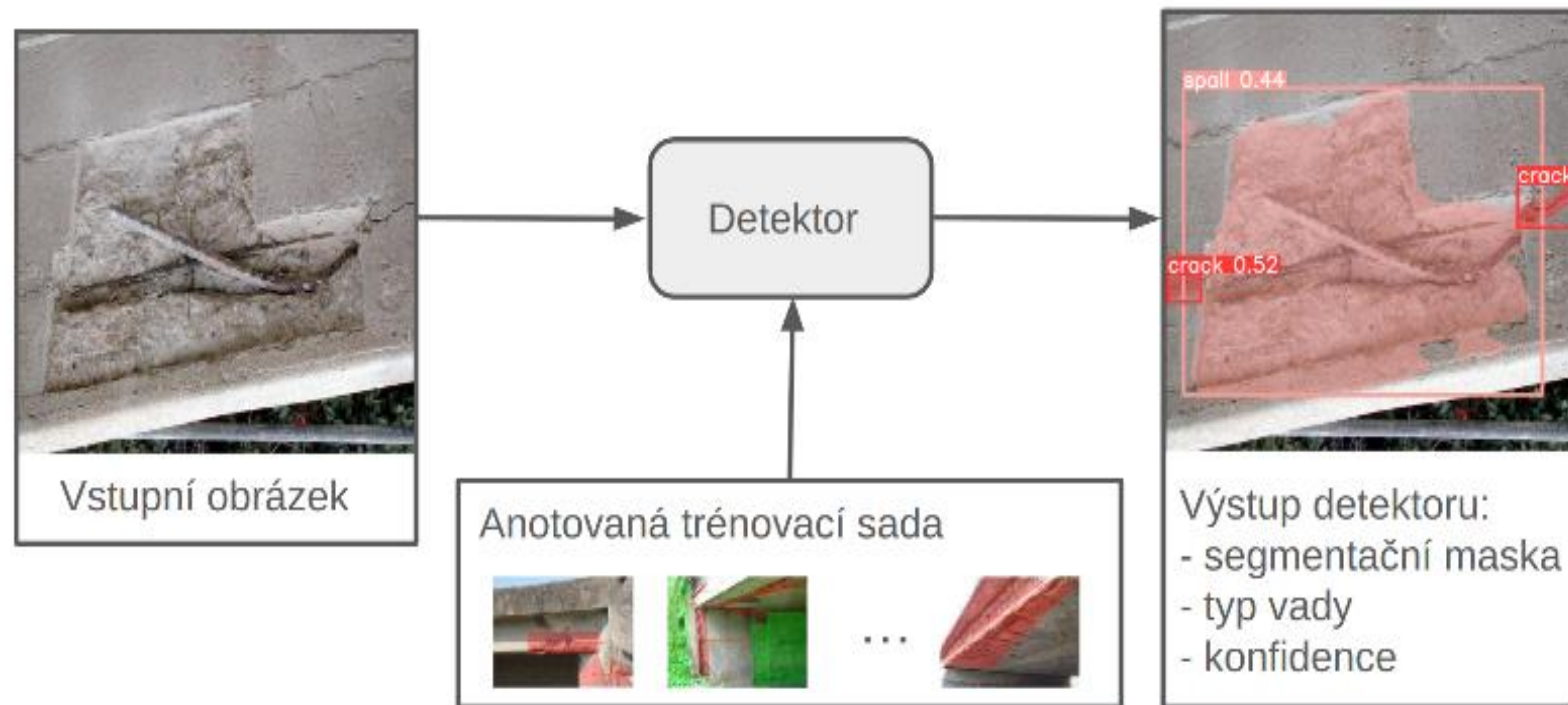 Vstupní obrázek
Detektor
Anotovaná trénovací sada
...
spall 0.44
crack
crack 0.52
Výstup detektoru:
- segmentační maska
- typ vady
- konfidence